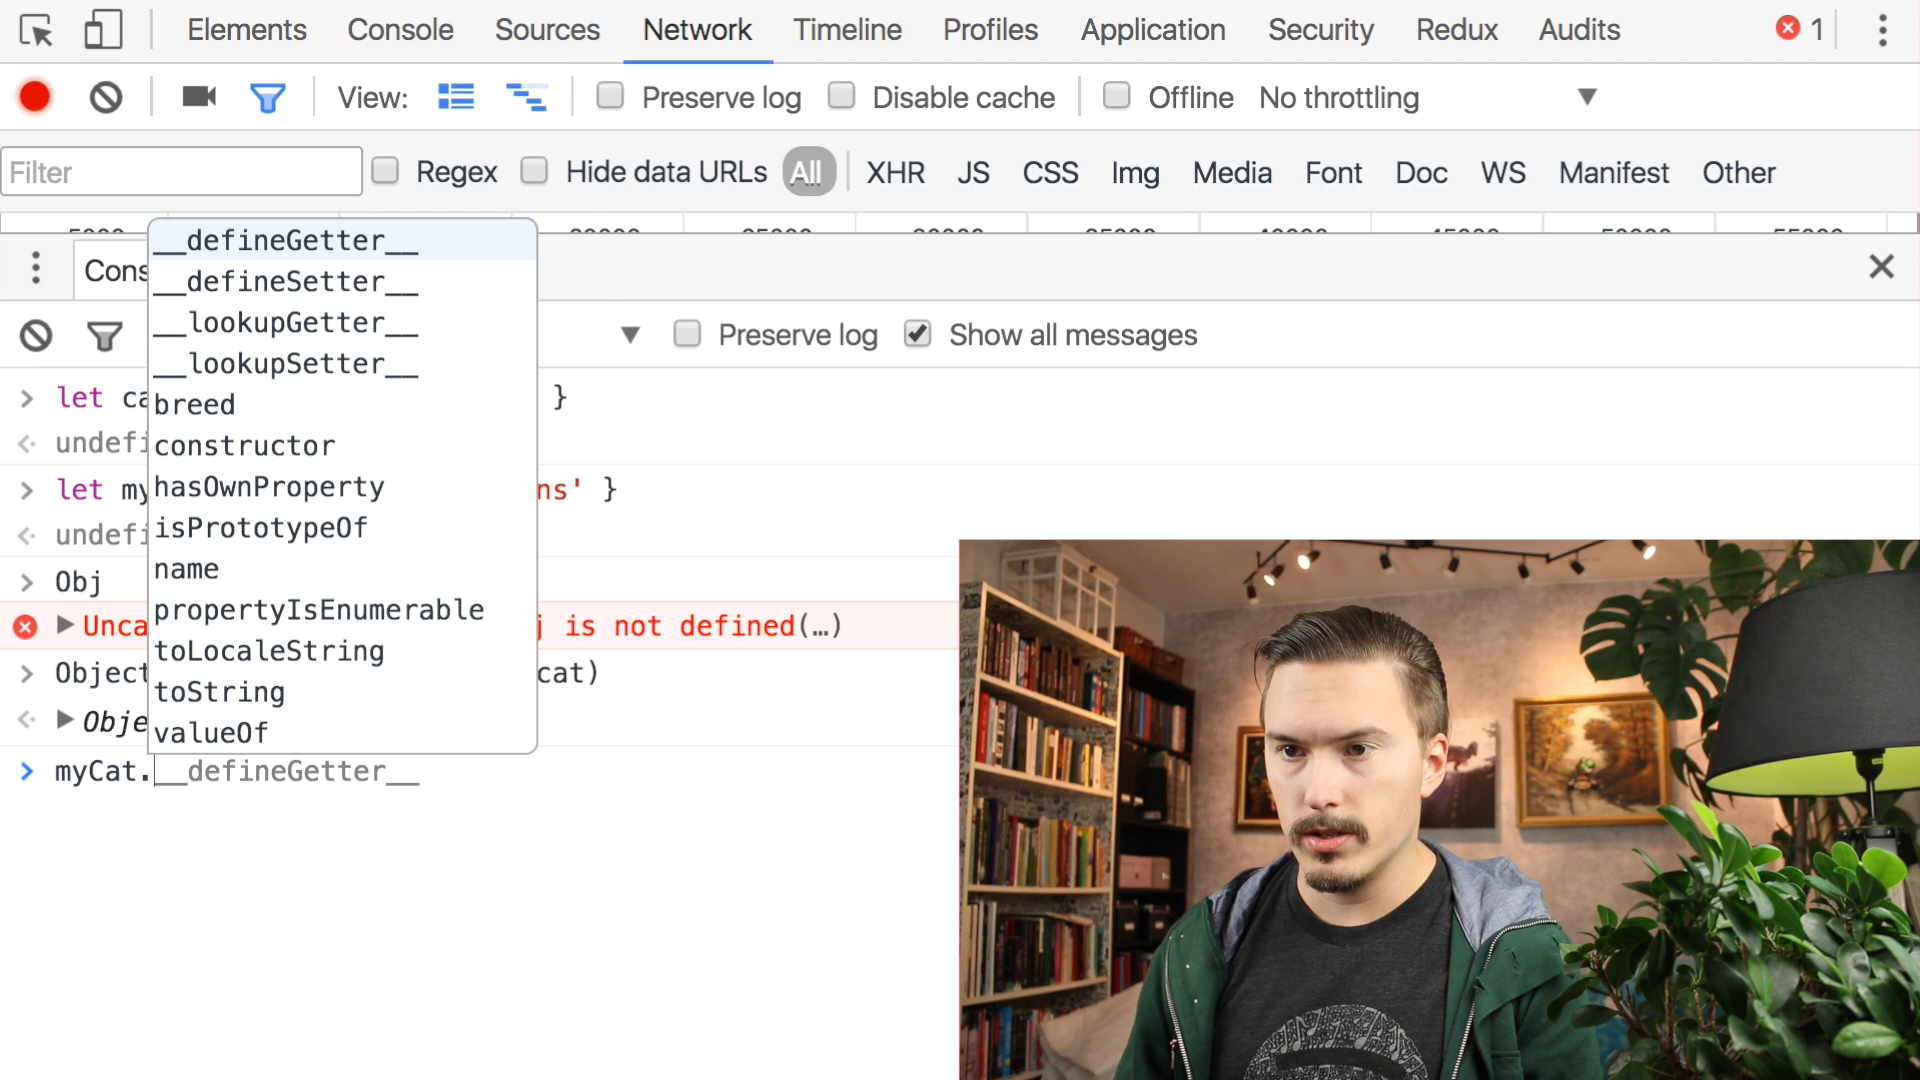 Elements Console Sources Network Timeline Profiles Application Security Redux Audits 1
View: Preserve log Disable cache Offline No throttling
Filter Regex Hide data URLs All XHR JS CSS Img Media Font Doc WS Manifest Other
Cons
Preserve log Show all messages
__defineGetter__
__defineSetter__
__lookupGetter__
__lookupSetter__
breed
constructor
hasOwnProperty
isPrototypeOf
name
propertyIsEnumerable
toLocaleString
toString
valueOf
let ca }
undefi
let my ns' }
undefi
Obj
Unca j is not defined(…)
Object cat)
Obje
myCat.__defineGetter__